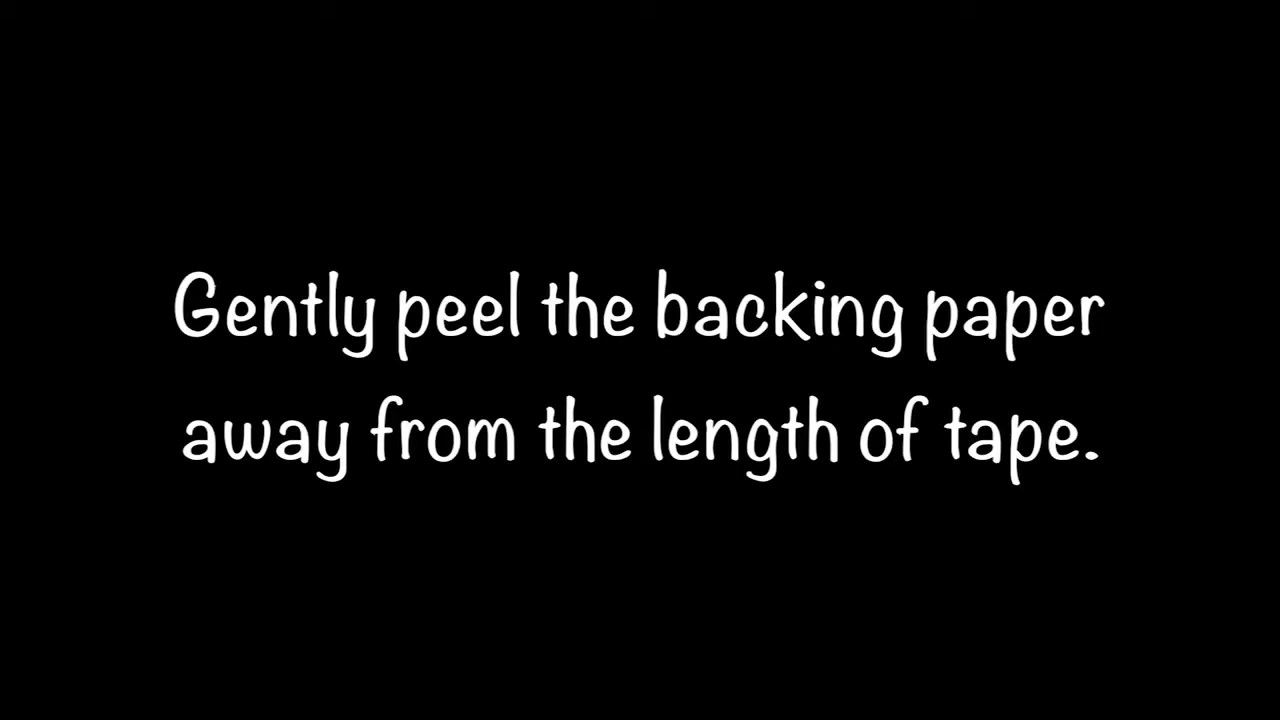 Gently peel the backing paper
away from the length of tape.